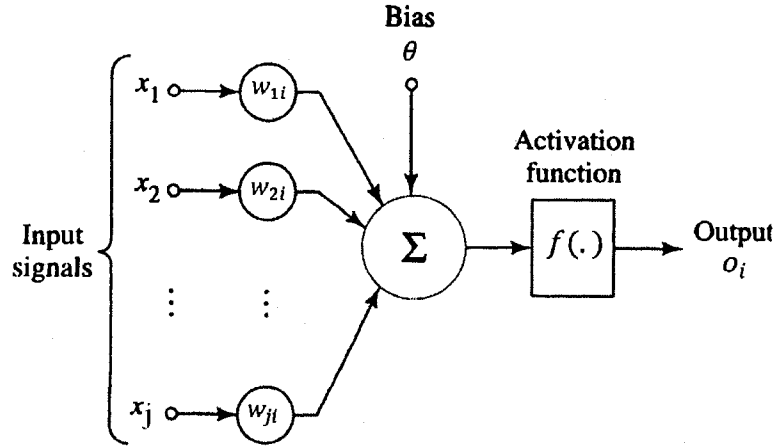 Bias
θ
x₁
w₁ᵢ
Activation
function
x₂
w₂ᵢ
Input
signals
Σ
f(.)
Output
oᵢ
⋮ ⋮
xⱼ
wⱼᵢ